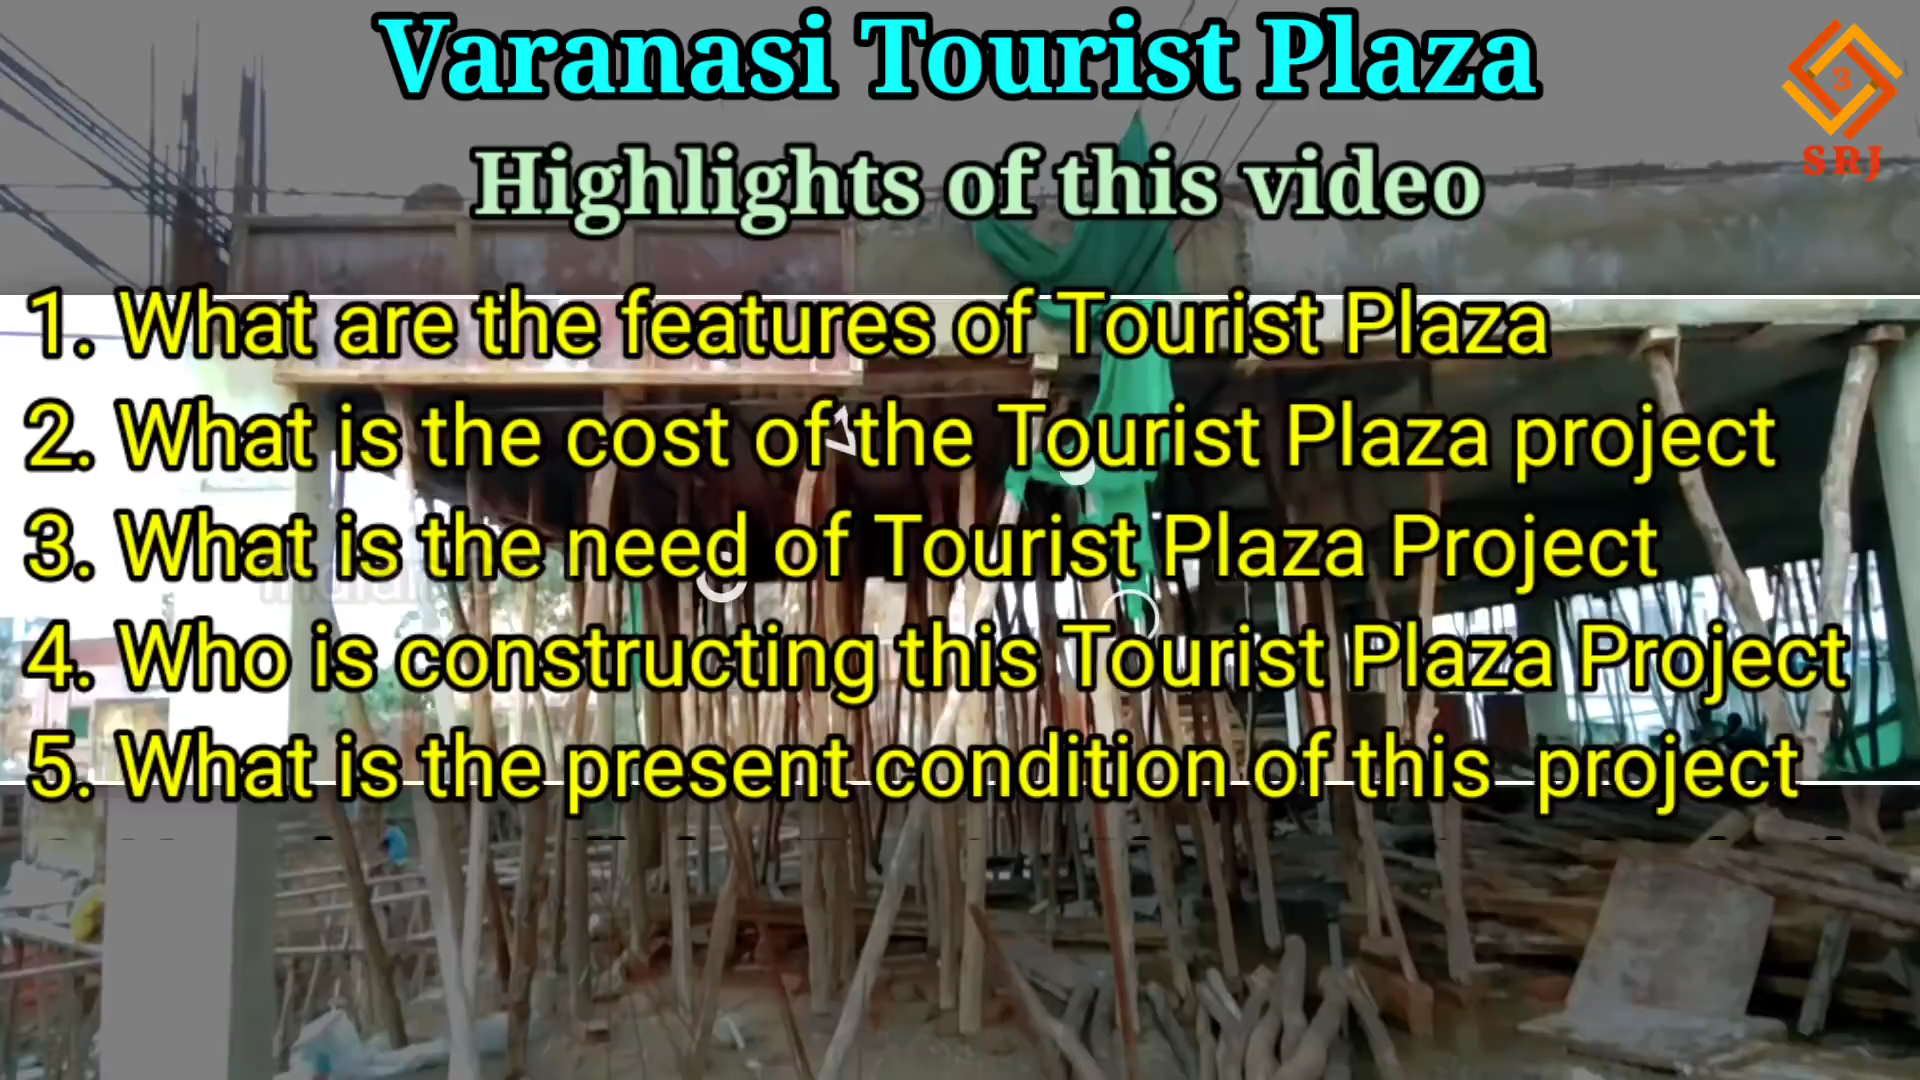 Varanasi Tourist Plaza
3
SRJ
Highlights of this video
1. What are the features of Tourist Plaza
2. What is the cost of the Tourist Plaza project
3. What is the need of Tourist Plaza Project
4. Who is constructing this Tourist Plaza Project
5. What is the present condition of this project